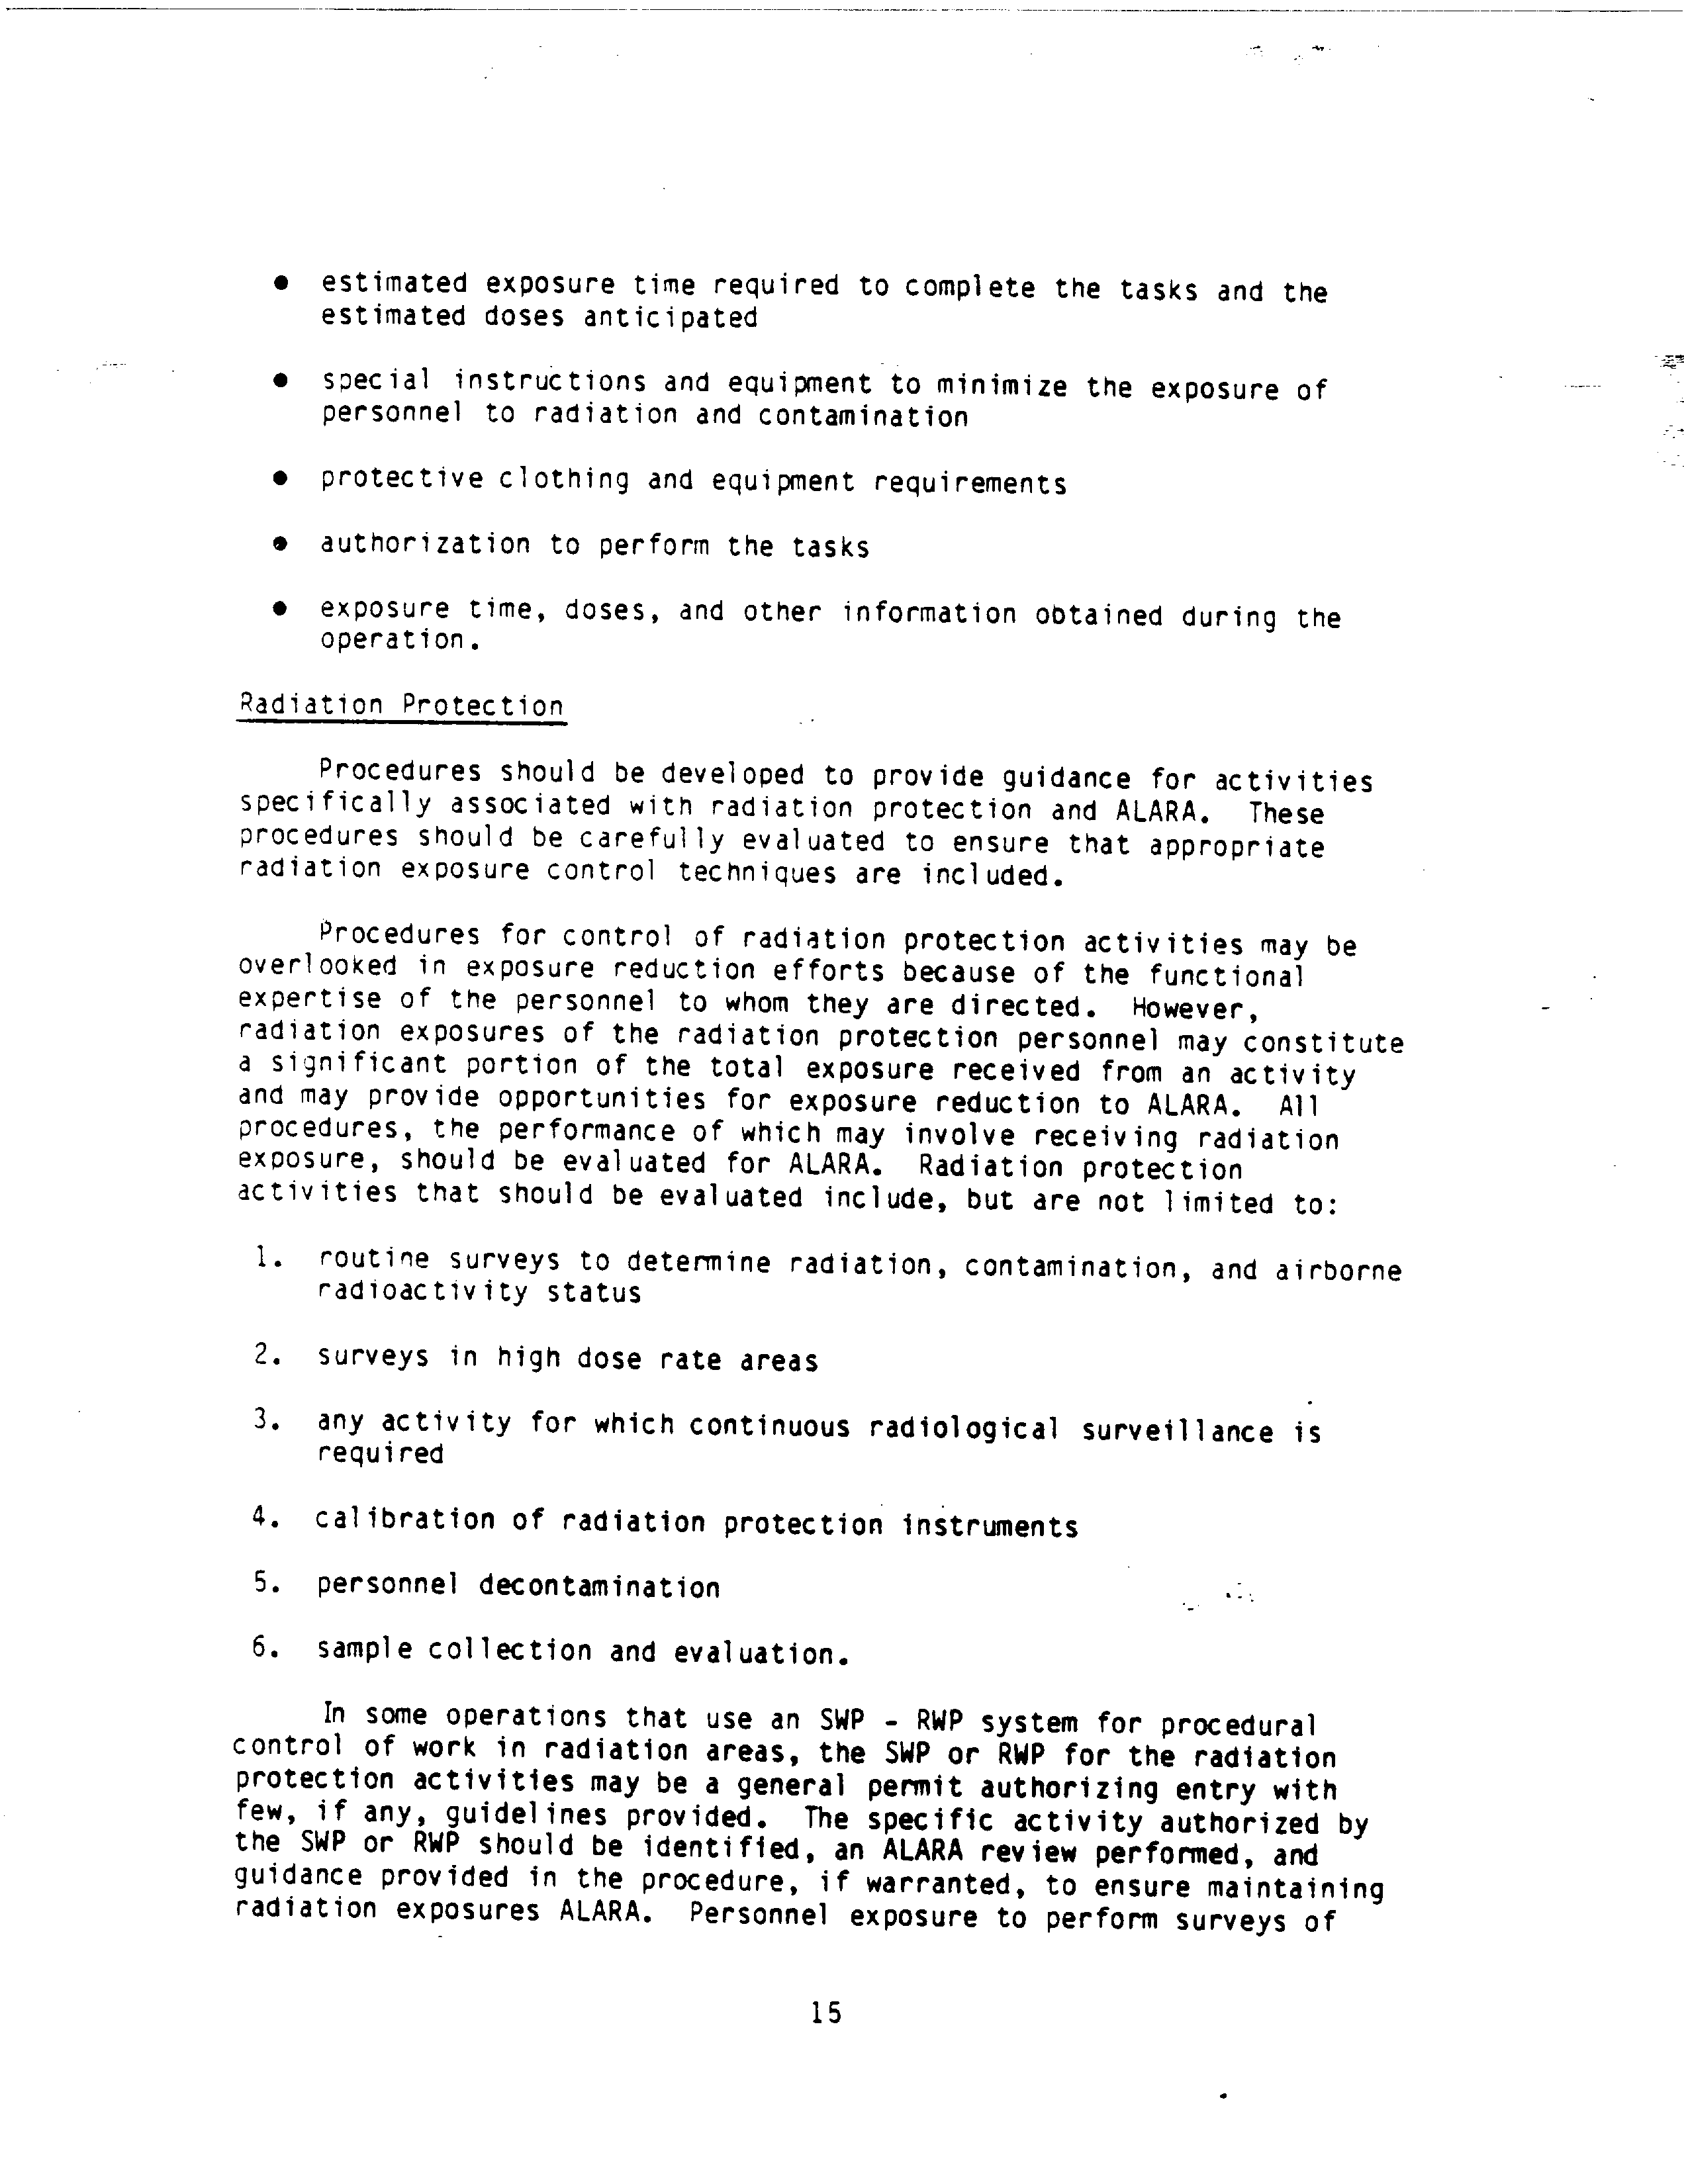 ● estimated exposure time required to complete the tasks and the
estimated doses anticipated
● special instructions and equipment to minimize the exposure of
personnel to radiation and contamination
● protective clothing and equipment requirements
● authorization to perform the tasks
● exposure time, doses, and other information obtained during the
operation.
Radiation Protection
Procedures should be developed to provide guidance for activities
specifically associated with radiation protection and ALARA. These
procedures should be carefully evaluated to ensure that appropriate
radiation exposure control techniques are included.
Procedures for control of radiation protection activities may be
overlooked in exposure reduction efforts because of the functional
expertise of the personnel to whom they are directed. However,
radiation exposures of the radiation protection personnel may constitute
a significant portion of the total exposure received from an activity
and may provide opportunities for exposure reduction to ALARA. All
procedures, the performance of which may involve receiving radiation
exposure, should be evaluated for ALARA. Radiation protection
activities that should be evaluated include, but are not limited to:
1. routine surveys to determine radiation, contamination, and airborne
radioactivity status
2. surveys in high dose rate areas
3. any activity for which continuous radiological surveillance is
required
4. calibration of radiation protection instruments
5. personnel decontamination
6. sample collection and evaluation.
In some operations that use an SWP - RWP system for procedural
control of work in radiation areas, the SWP or RWP for the radiation
protection activities may be a general permit authorizing entry with
few, if any, guidelines provided. The specific activity authorized by
the SWP or RWP should be identified, an ALARA review performed, and
guidance provided in the procedure, if warranted, to ensure maintaining
radiation exposures ALARA. Personnel exposure to perform surveys of
15